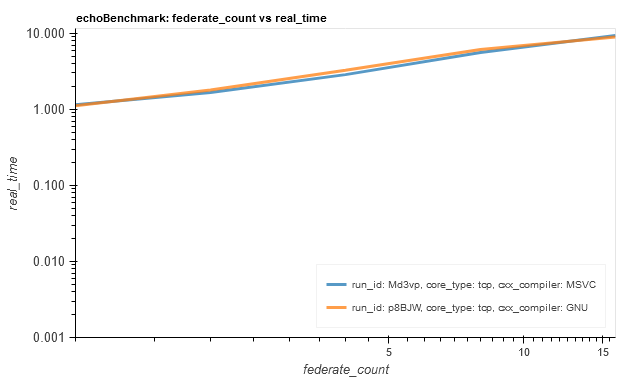 echoBenchmark: federate_count vs real_time
10.000
1.000
0.100
0.010
0.001
real_time
run_id: Md3vp, core_type: tcp, cxx_compiler: MSVC
run_id: p8BJW, core_type: tcp, cxx_compiler: GNU
5
10
15
federate_count